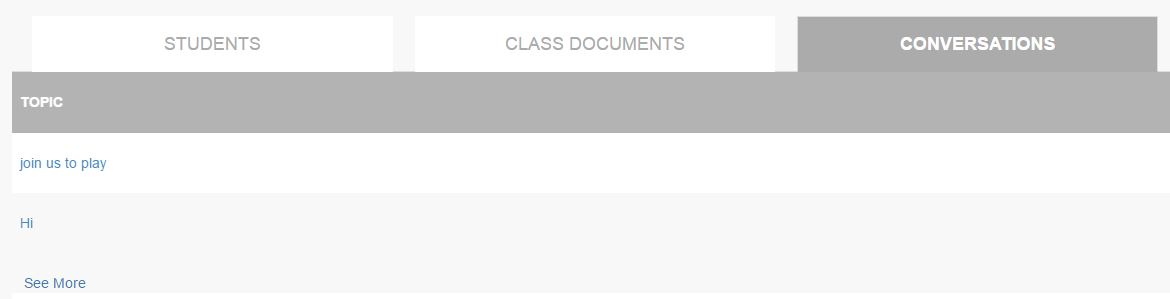 STUDENTS CLASS DOCUMENTS CONVERSATIONS
TOPIC
join us to play
Hi
See More